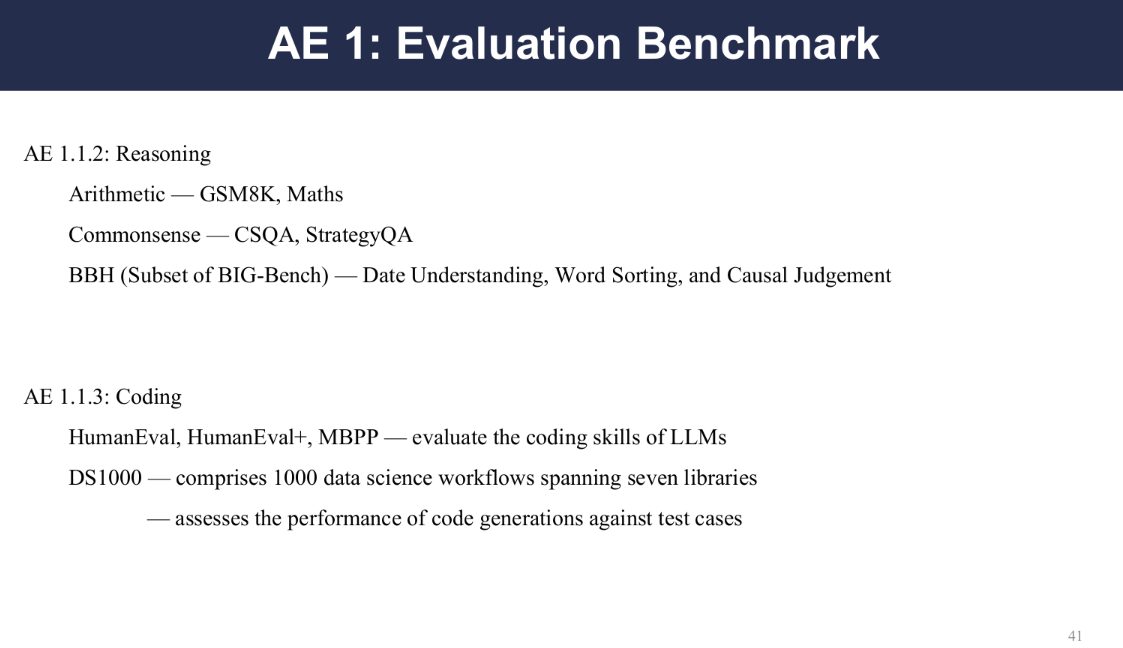 AE 1: Evaluation Benchmark
AE 1.1.2: Reasoning
Arithmetic — GSM8K, Maths
Commonsense — CSQA, StrategyQA
BBH (Subset of BIG-Bench) — Date Understanding, Word Sorting, and Causal Judgement
AE 1.1.3: Coding
HumanEval, HumanEval+, MBPP — evaluate the coding skills of LLMs
DS1000 — comprises 1000 data science workflows spanning seven libraries
— assesses the performance of code generations against test cases
41